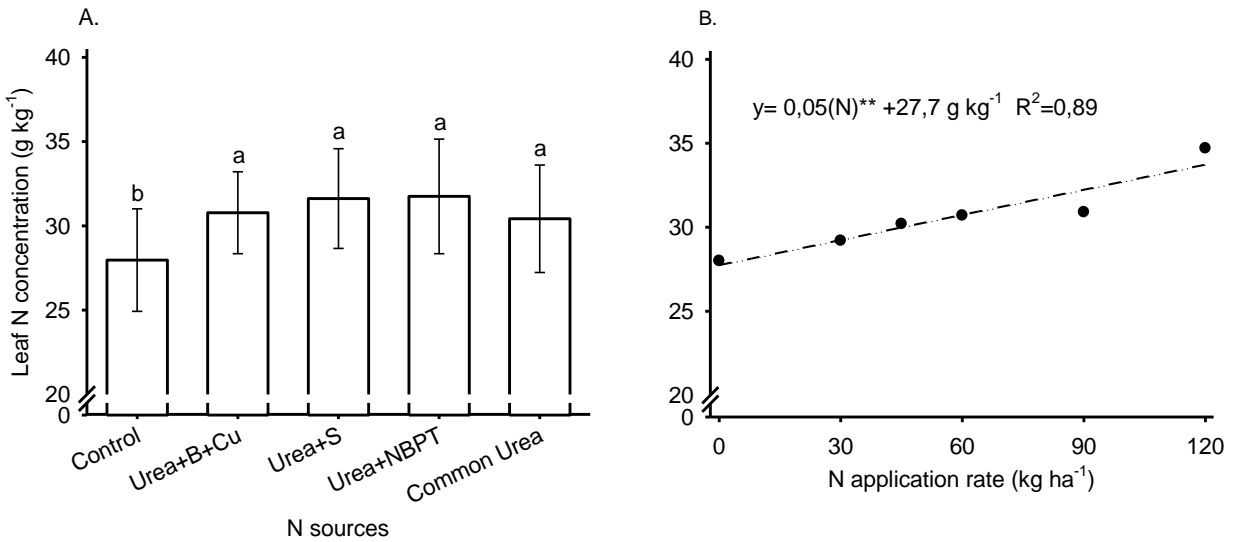 A.
Leaf N concentration (g kg⁻¹)
40
35
30
25
20
0
b
a
a
a
a
Control
Urea+B+Cu
Urea+S
Urea+NBPT
Common Urea
N sources
B.
y= 0,05(N)** +27,7 g kg⁻¹ R²=0,89
40
35
30
25
20
0
0
30
60
90
120
N application rate (kg ha⁻¹)